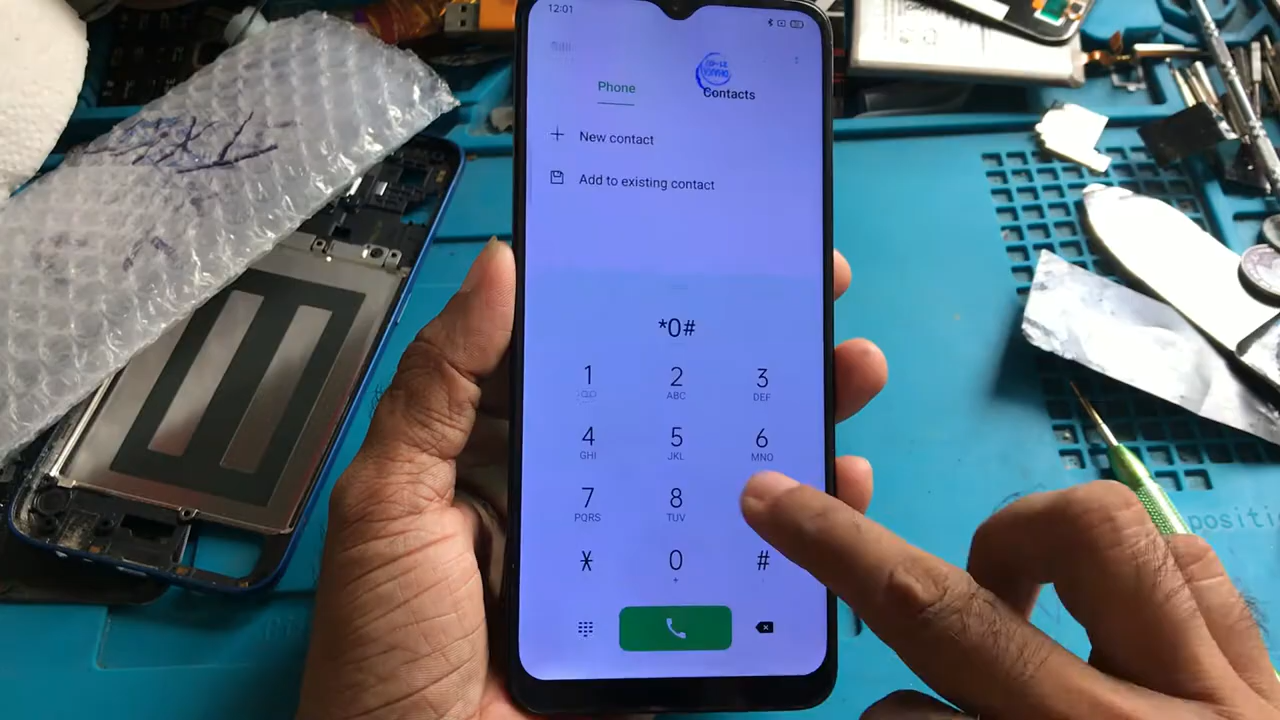 12:01
Phone
Contacts
+ New contact
Add to existing contact
*0#
1 2 3
ABC DEF
4 5 6
GHI JKL MNO
7 8
PQRS TUV
* 0 #
+
positi